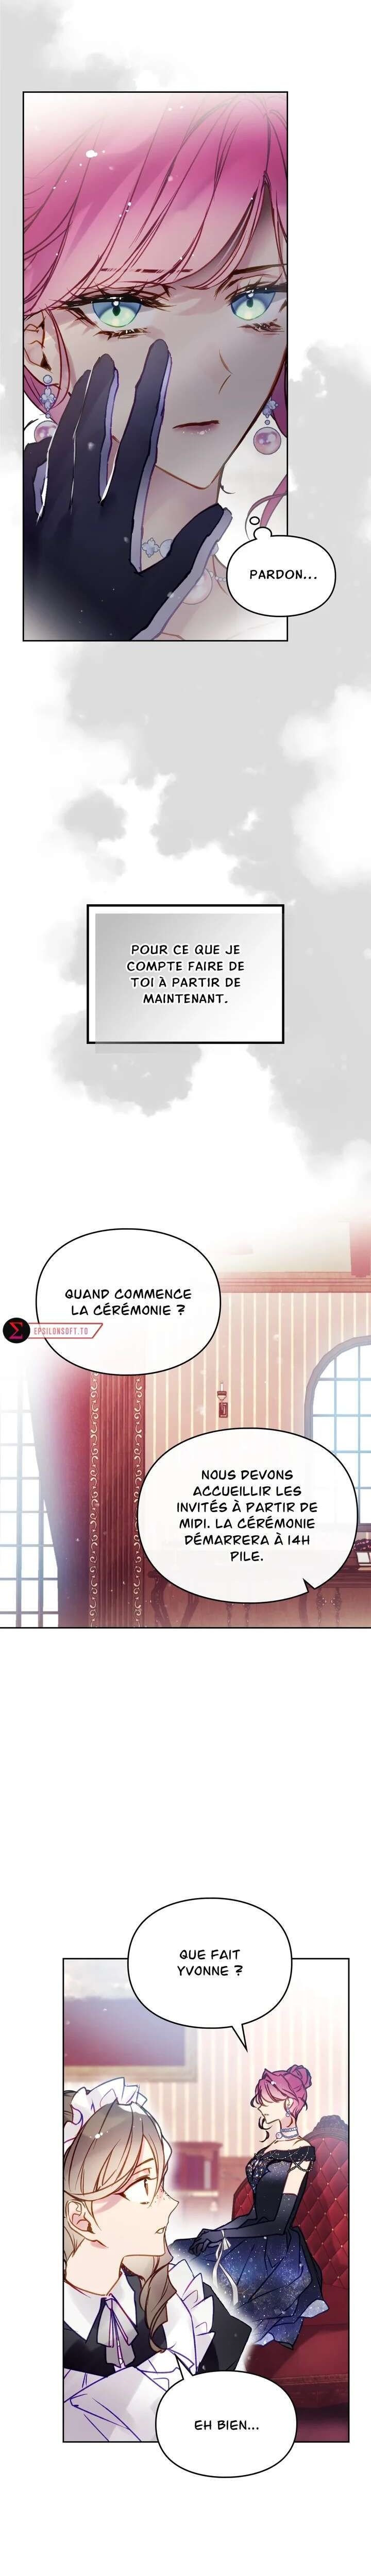 PARDON...
POUR CE QUE JE
COMPTE FAIRE DE
TOI À PARTIR DE
MAINTENANT.
QUAND COMMENCE
LA CÉRÉMONIE ?
EPSILONSOFT.TO
NOUS DEVONS
ACCUEILLIR LES
INVITÉS À PARTIR DE
MIDI. LA CÉRÉMONIE
DÉMARRERA À 14H
PILE.
QUE FAIT
YVONNE ?
EH BIEN...